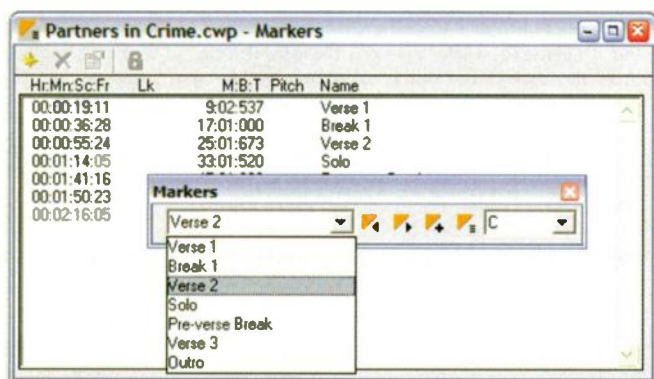 Partners in Crime.cwp - Markers
Hr:Mn:Sc:Fr Lk M:B:T Pitch Name
00:00:19:11 9:02:537 Verse 1
00:00:36:28 17:01:000 Break 1
00:00:55:24 25:01:673 Verse 2
00:01:14:05 33:01:520 Solo
00:01:41:16
00:01:50:23
00:02:16:05
Markers
Verse 2 C
Verse 1
Break 1
Verse 2
Solo
Pre-verse Break
Verse 3
Outro